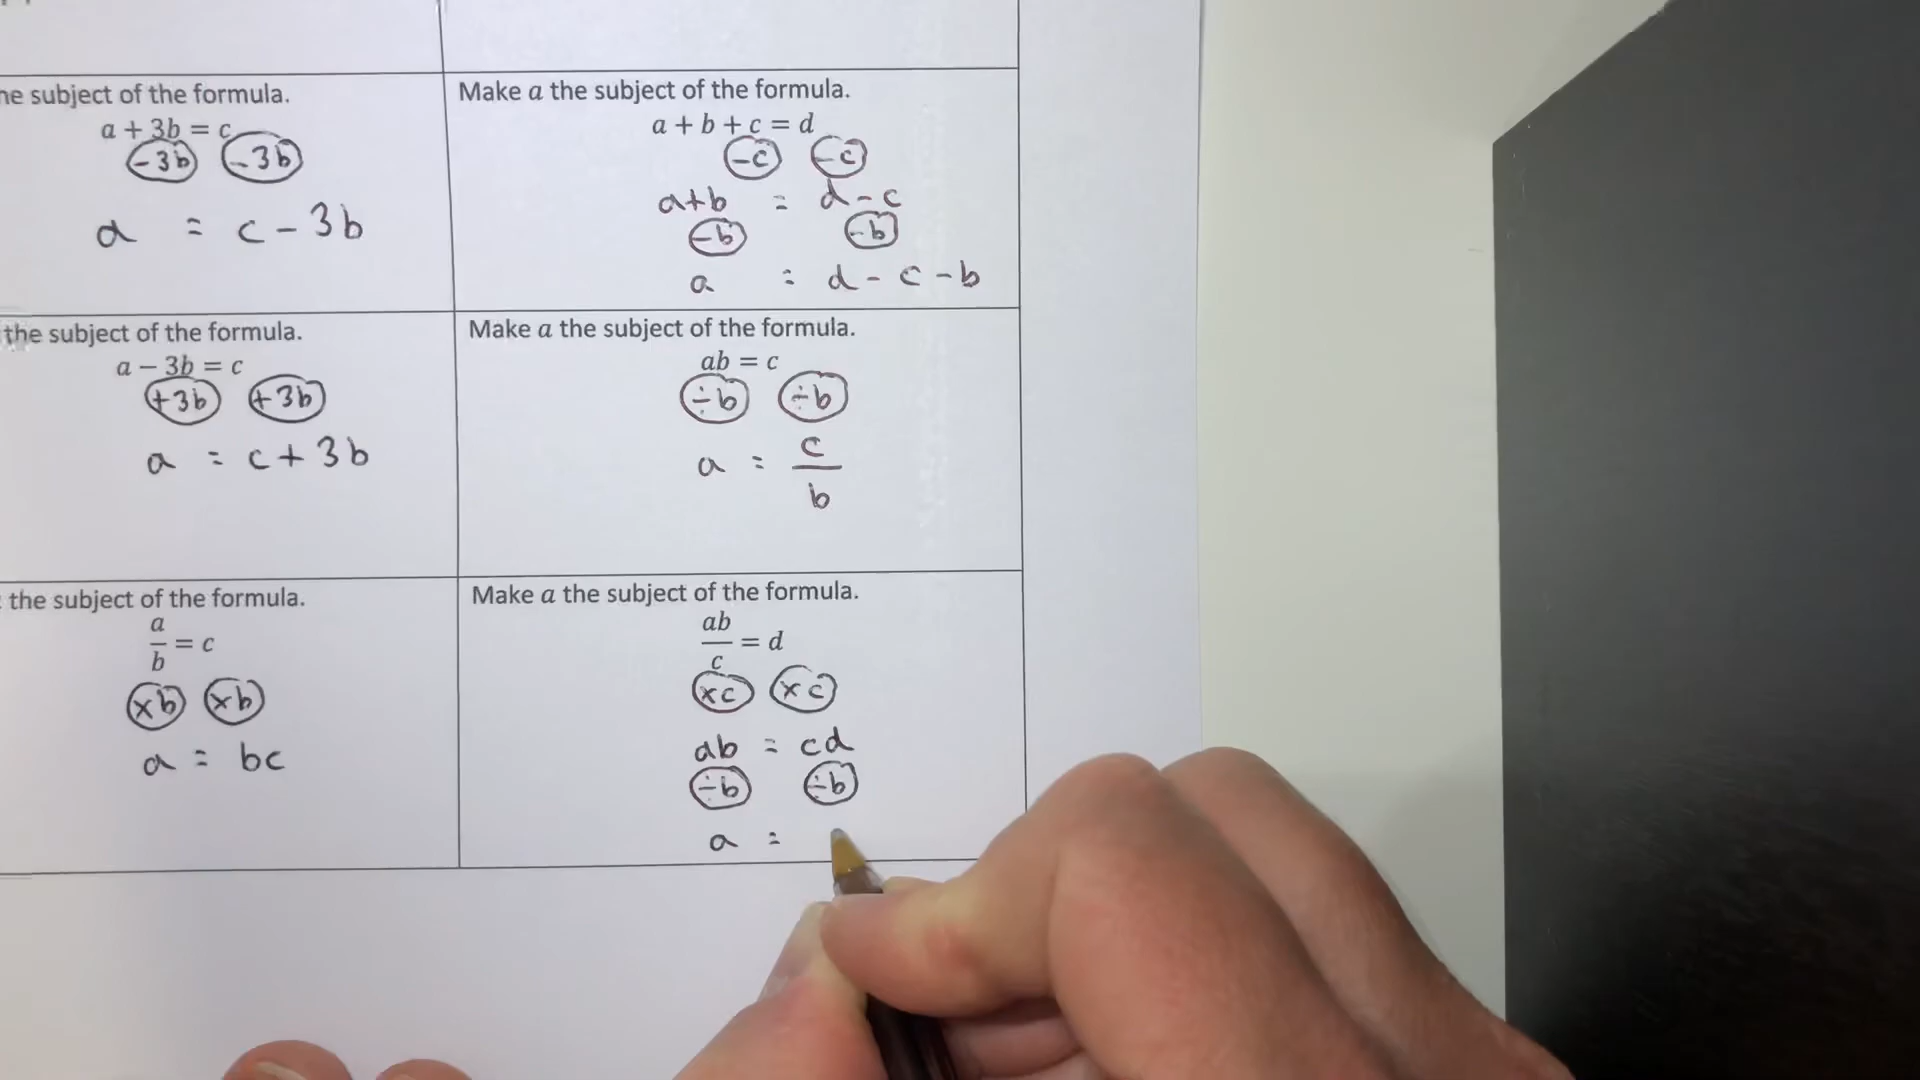 he subject of the formula.
a + 3b = c
-3b -3b
a = c - 3b
Make a the subject of the formula.
a + b + c = d
-c -c
a+b = d - c
-b -b
a = d - c - b
the subject of the formula.
a − 3b = c
+3b +3b
a = c + 3b
Make a the subject of the formula.
ab = c
÷b ÷b
a = c
b
the subject of the formula.
a
= c
b
×b ×b
a = bc
Make a the subject of the formula.
ab
= d
c
×c ×c
ab = cd
÷b ÷b
a =